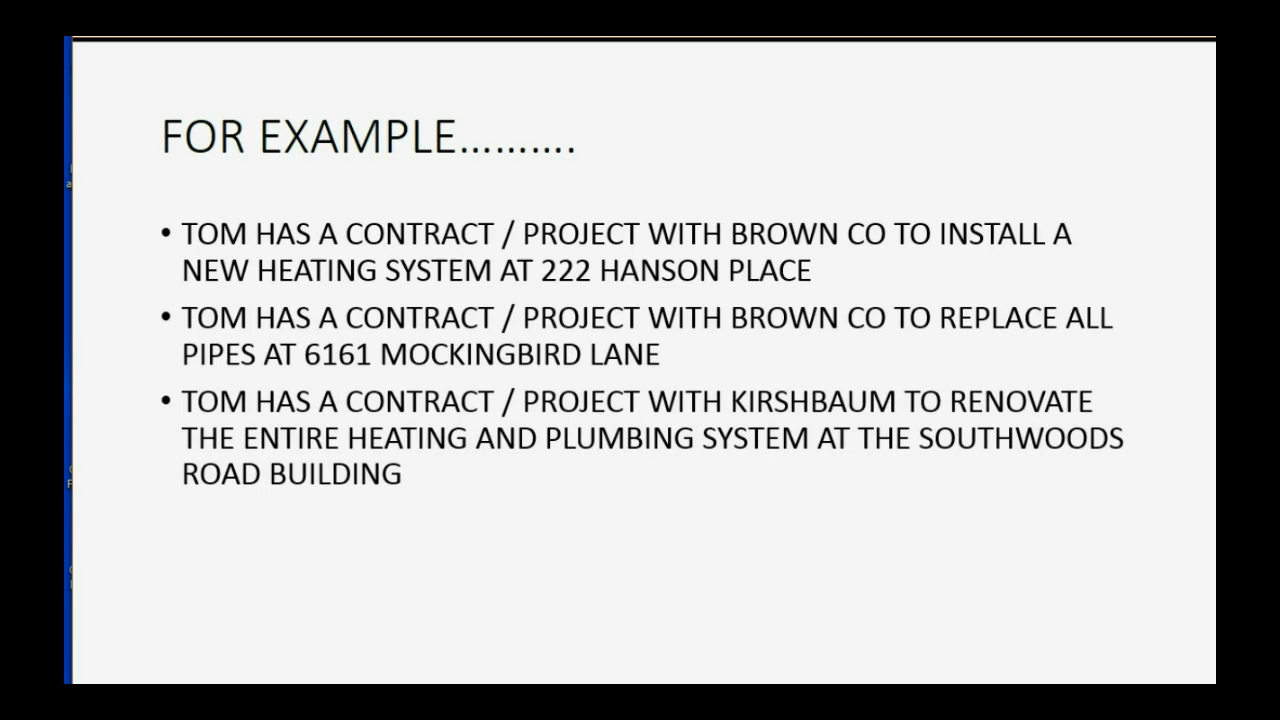 FOR EXAMPLE..........
• TOM HAS A CONTRACT / PROJECT WITH BROWN CO TO INSTALL A
NEW HEATING SYSTEM AT 222 HANSON PLACE
• TOM HAS A CONTRACT / PROJECT WITH BROWN CO TO REPLACE ALL
PIPES AT 6161 MOCKINGBIRD LANE
• TOM HAS A CONTRACT / PROJECT WITH KIRSHBAUM TO RENOVATE
THE ENTIRE HEATING AND PLUMBING SYSTEM AT THE SOUTHWOODS
ROAD BUILDING